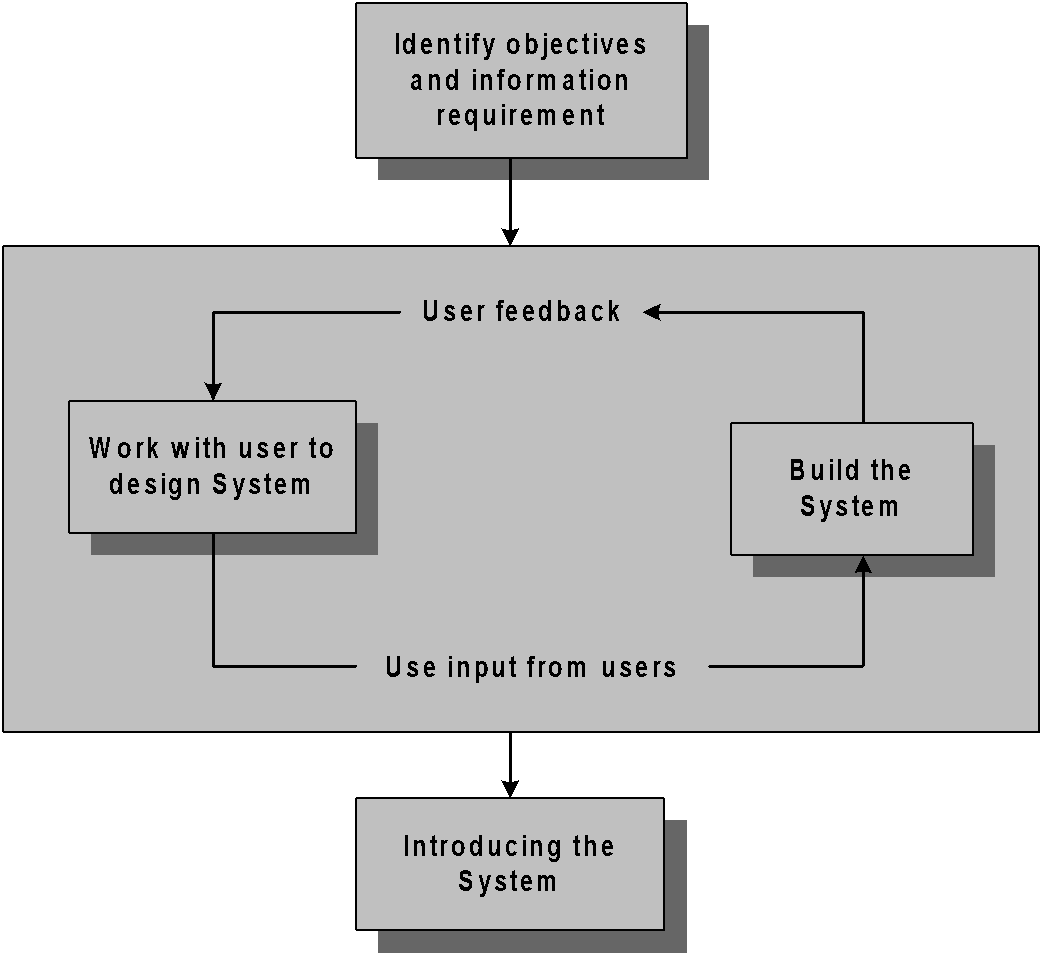 Identify objectives
and information
requirement
User feedback
Work with user to
design System
Build the
System
Use input from users
Introducing the
System